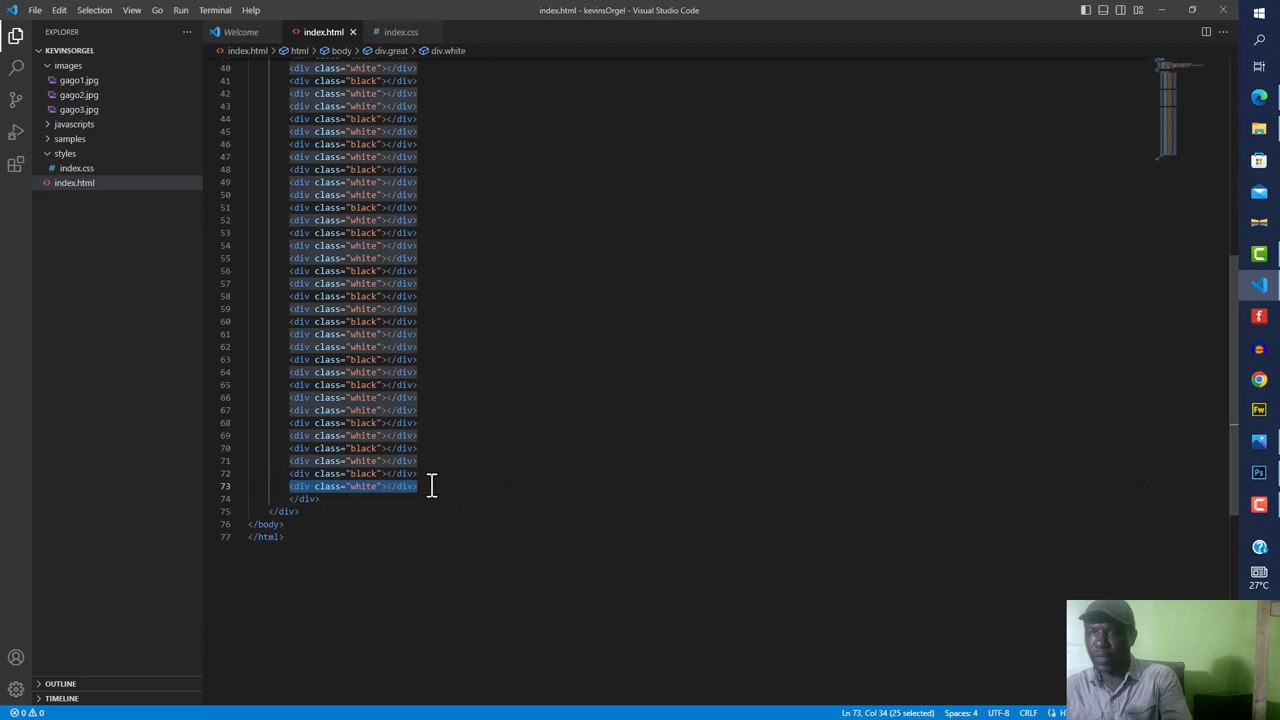 File Edit Selection View Go Run Terminal Help
index.html - kevinsOrgel - Visual Studio Code
EXPLORER
Welcome
index.html
index.css
KEVINSORGEL
index.html html body div.great div.white
images
gago1.jpg
gago2.jpg
gago3.jpg
javascripts
samples
styles
index.css
index.html
40 <div class="white"></div>
41 <div class="black"></div>
42 <div class="white"></div>
43 <div class="white"></div>
44 <div class="black"></div>
45 <div class="white"></div>
46 <div class="black"></div>
47 <div class="white"></div>
48 <div class="black"></div>
49 <div class="white"></div>
50 <div class="white"></div>
51 <div class="black"></div>
52 <div class="white"></div>
53 <div class="black"></div>
54 <div class="white"></div>
55 <div class="white"></div>
56 <div class="black"></div>
57 <div class="white"></div>
58 <div class="black"></div>
59 <div class="white"></div>
60 <div class="black"></div>
61 <div class="white"></div>
62 <div class="white"></div>
63 <div class="black"></div>
64 <div class="white"></div>
65 <div class="black"></div>
66 <div class="white"></div>
67 <div class="white"></div>
68 <div class="black"></div>
69 <div class="white"></div>
70 <div class="black"></div>
71 <div class="white"></div>
72 <div class="black"></div>
73 <div class="white"></div>
74 </div>
75 </div>
76 </body>
77 </html>
27°C
OUTLINE
TIMELINE
0 0
Ln 73, Col 34 (25 selected) Spaces: 4 UTF-8 CRLF